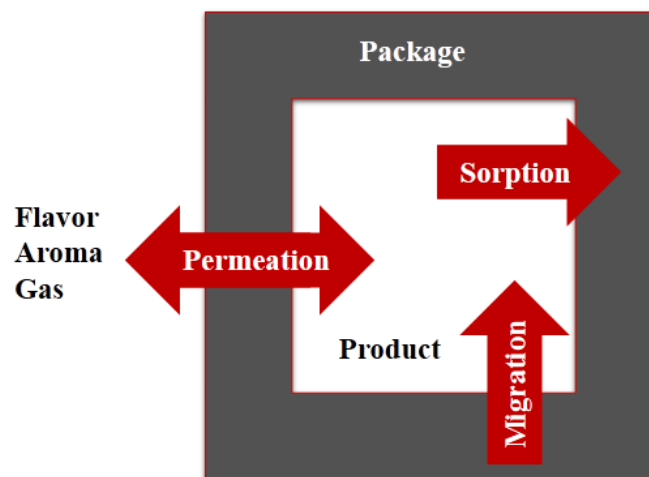 Package
Sorption
Flavor
Aroma
Gas
Permeation
Product
Migration